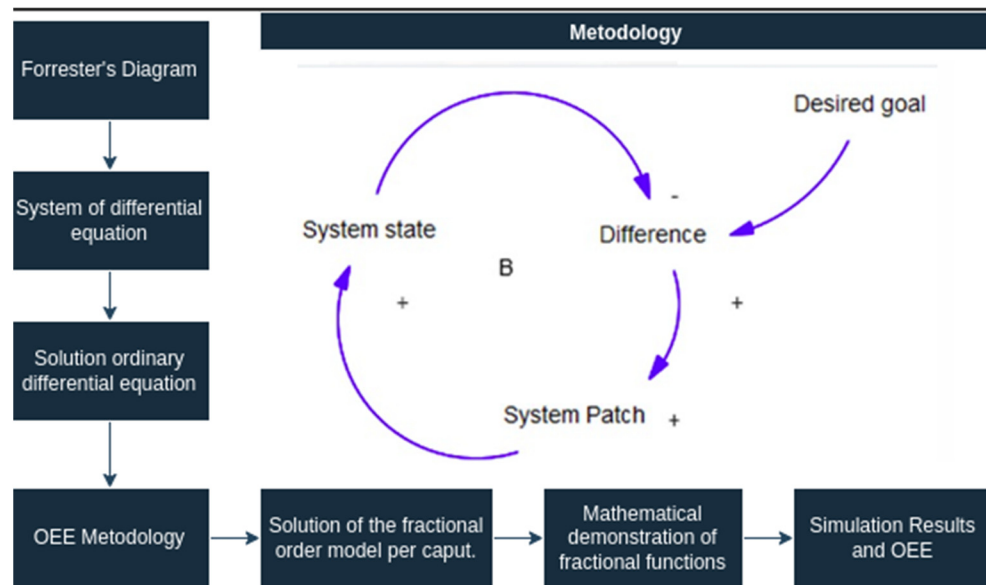 Forrester's Diagram
Metodology
Desired goal
System of differential
equation
System state
-
Difference
B
+
+
Solution ordinary
differential equation
System Patch
+
OEE Metodology
Solution of the fractional
order model per caput.
Mathematical
demonstration of
fractional functions
Simulation Results
and OEE